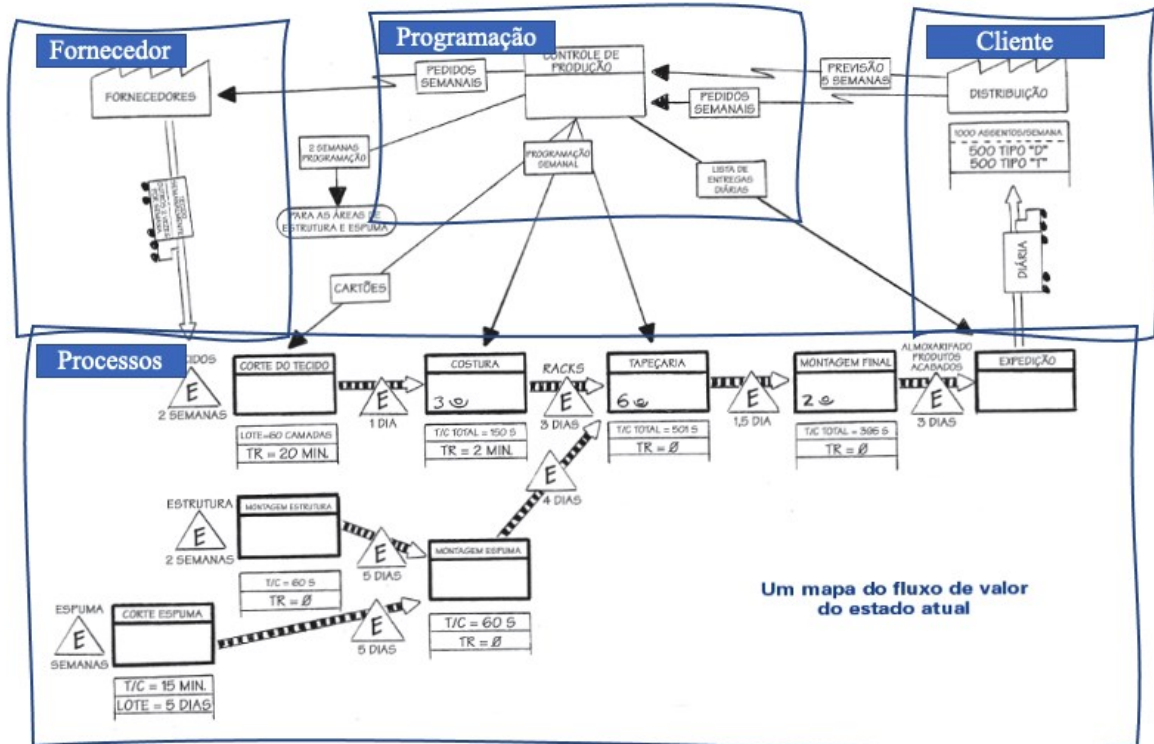 Fornecedor
Programação
Cliente
CONTROLE DE
PRODUÇÃO
FORNECEDORES
PEDIDOS
SEMANAIS
PREVISÃO
5 SEMANAS
PEDIDOS
SEMANAIS
DISTRIBUIÇÃO
1000 ASSENTOS/SEMANA
500 TIPO "D"
500 TIPO "T"
2 SEMANAS
PROGRAMAÇÃO
PROGRAMAÇÃO
SEMANAL
LISTA DE
ENTREGAS
DIÁRIAS
PARA AS ÁREAS DE
ESTRUTURA E ESPUMA
CARTÕES
DIÁRIA
Processos
E
2 SEMANAS
CORTE DO TECIDO
LOTE=60 CAMADAS
TR = 20 MIN.
E
1 DIA
COSTURA
3
T/C TOTAL = 150 S
TR = 2 MIN.
RACKS
E
3 DIAS
TAPEÇARIA
6
T/C TOTAL = 501 S
TR = Ø
E
1,5 DIA
MONTAGEM FINAL
2
T/C TOTAL = 395 S
TR = Ø
ALMOXARIFADO
PRODUTOS
ACABADOS
E
3 DIAS
EXPEDIÇÃO
E
4 DIAS
ESTRUTURA
E
2 SEMANAS
MONTAGEM ESTRUTURA
T/C = 60 S
TR = Ø
E
5 DIAS
MONTAGEM ESPUMA
T/C = 60 S
TR = Ø
ESPUMA
E
SEMANAS
CORTE ESPUMA
T/C = 15 MIN.
LOTE = 5 DIAS
E
5 DIAS
Um mapa do fluxo de valor
do estado atual